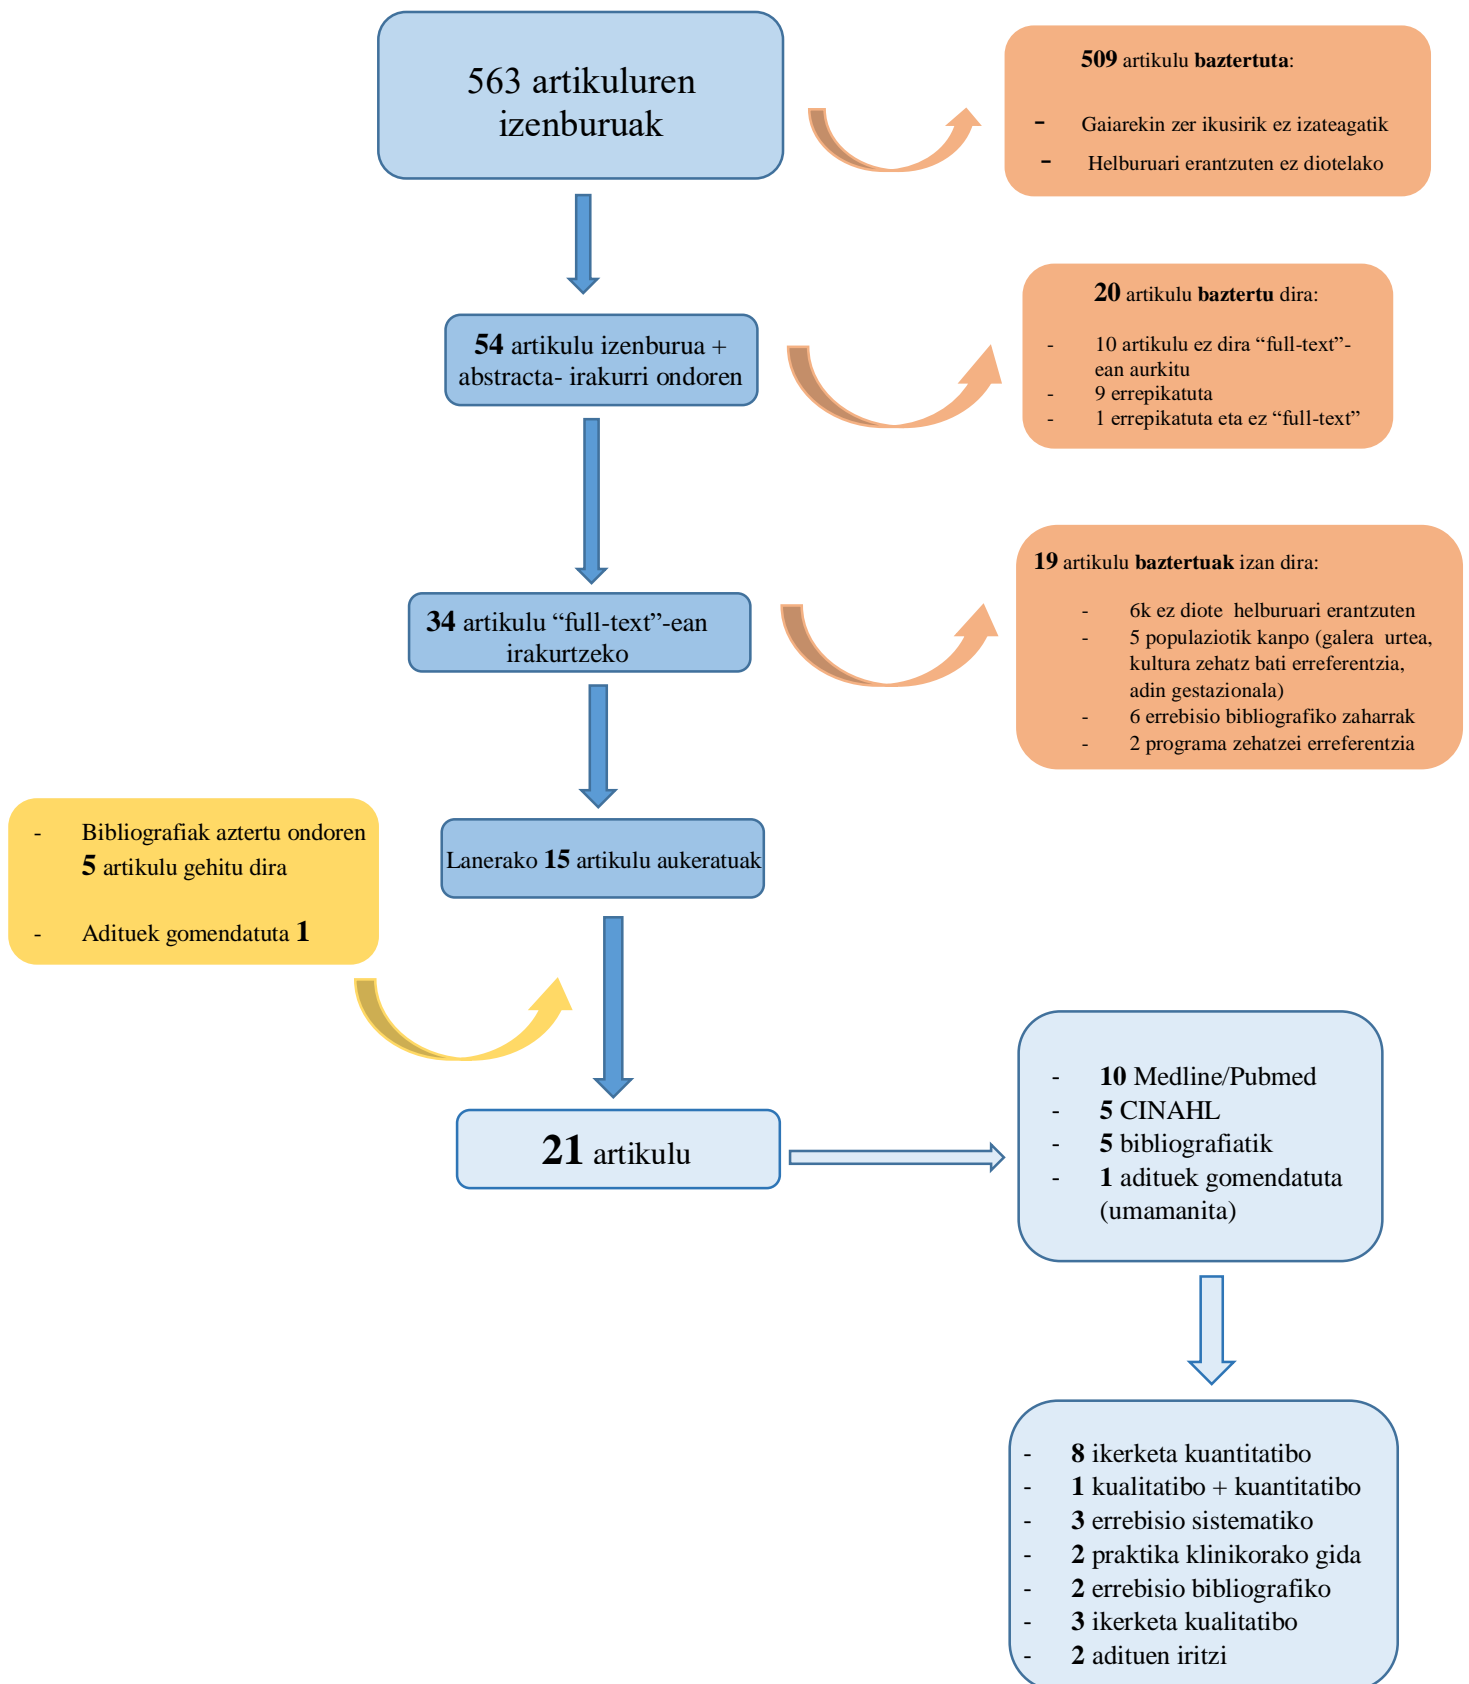 563 artikuluren
izenburuak
509 artikulu baztertuta:
- Gaiarekin zer ikusirik ez izateagatik
- Helburuari erantzuten ez diotelako
54 artikulu izenburua +
abstracta- irakurri ondoren
20 artikulu baztertu dira:
- 10 artikulu ez dira “full-text”-
ean aurkitu
- 9 errepikatuta
- 1 errepikatuta eta ez “full-text”
34 artikulu “full-text”-ean
irakurtzeko
19 artikulu baztertuak izan dira:
- 6k ez diote helburuari erantzuten
- 5 populaziotik kanpo (galera urtea,
kultura zehatz bati erreferentzia,
adin gestazionala)
- 6 errebisio bibliografiko zaharrak
- 2 programa zehatzei erreferentzia
- Bibliografiak aztertu ondoren
5 artikulu gehitu dira
- Adituek gomendatuta 1
Lanerako 15 artikulu aukeratuak
21 artikulu
- 10 Medline/Pubmed
- 5 CINAHL
- 5 bibliografiatik
- 1 adituek gomendatuta
(umamanita)
- 8 ikerketa kuantitatibo
- 1 kualitatibo + kuantitatibo
- 3 errebisio sistematiko
- 2 praktika klinikorako gida
- 2 errebisio bibliografiko
- 3 ikerketa kualitatibo
- 2 adituen iritzi